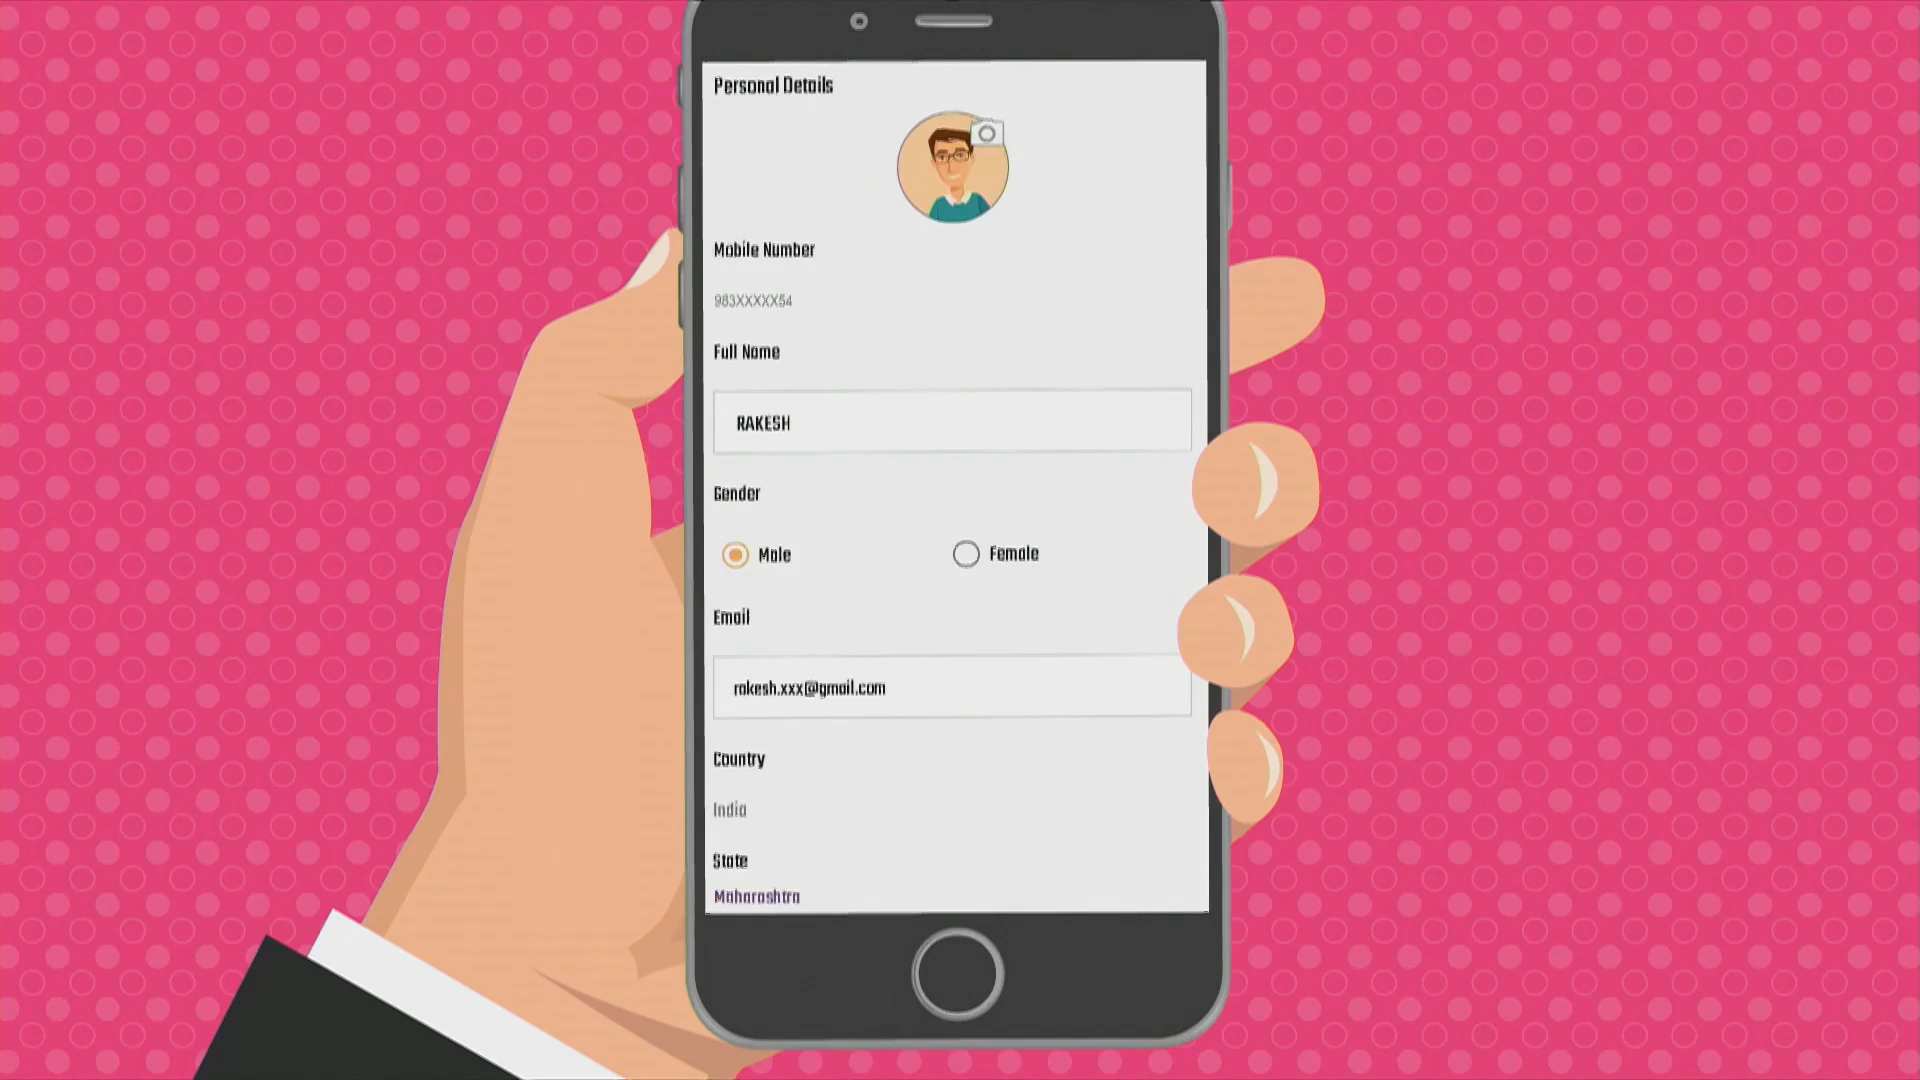 Personal Details
Mobile Number
983XXXXX54
Full Name
RAKESH
Gender
Male Female
Email
rakesh.xxx@gmail.com
Country
India
State
Maharashtra